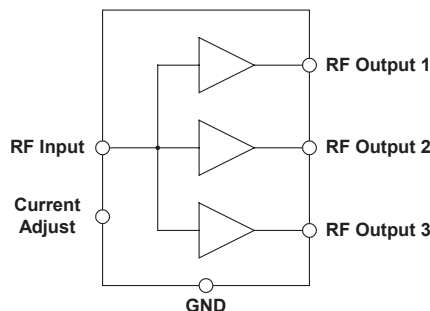 RF Output 1
RF Input
RF Output 2
Current
Adjust
RF Output 3
GND